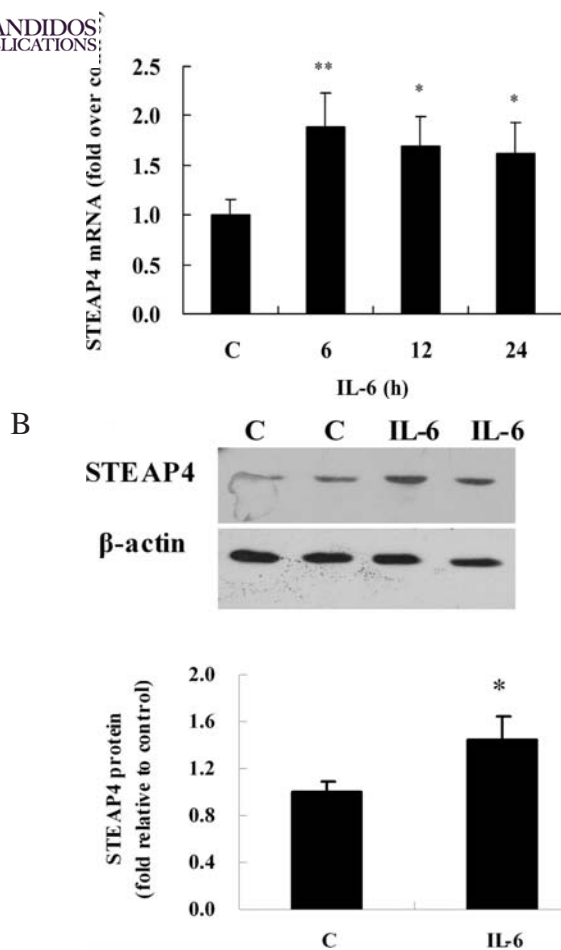 ANDIDOS
BLICATIONS
STEAP4 mRNA (fold over co
2.5
2.0
1.5
1.0
0.5
0.0
** * *
C 6 12 24
IL-6 (h)
B
C C IL-6 IL-6
STEAP4
β-actin
STEAP4 protein
(fold relative to control)
2.0
1.6
1.2
0.8
0.4
0.0
*
C IL-6